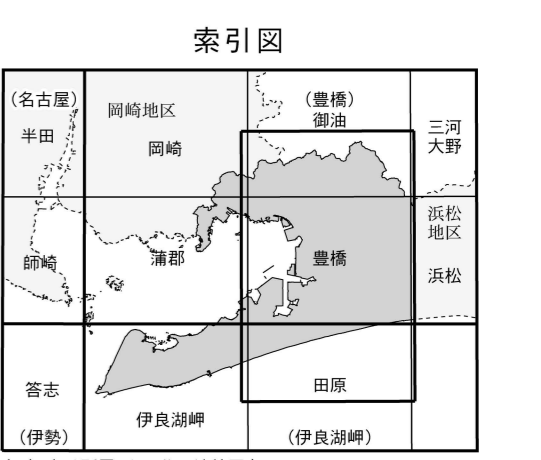 索引図
(名古屋)
半田
岡崎地区
岡崎
(豊橋)
御油
三河
大野
師崎
蒲郡
豊橋
浜松
地区
浜松
答志
(伊勢)
伊良湖岬
田原
(伊良湖岬)